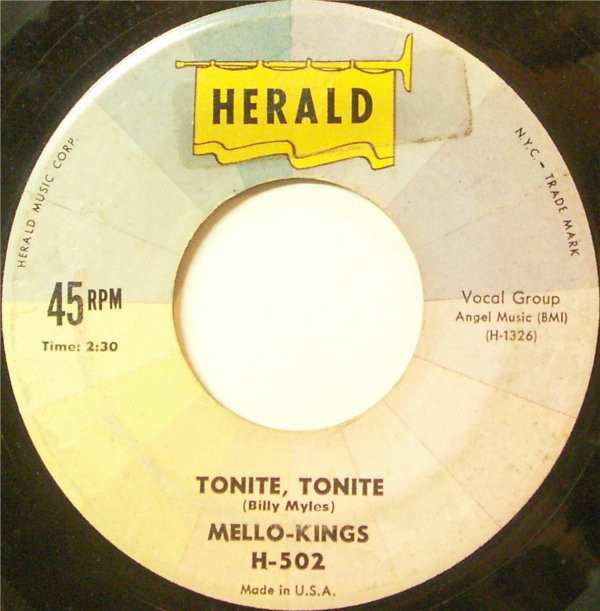 HERALD
HERALD MUSIC CORP.
N.Y.C. – TRADE MARK
45 RPM
Time: 2:30
Vocal Group
Angel Music (BMI)
(H-1326)
TONITE, TONITE
(Billy Myles)
MELLO-KINGS
H-502
Made in U.S.A.